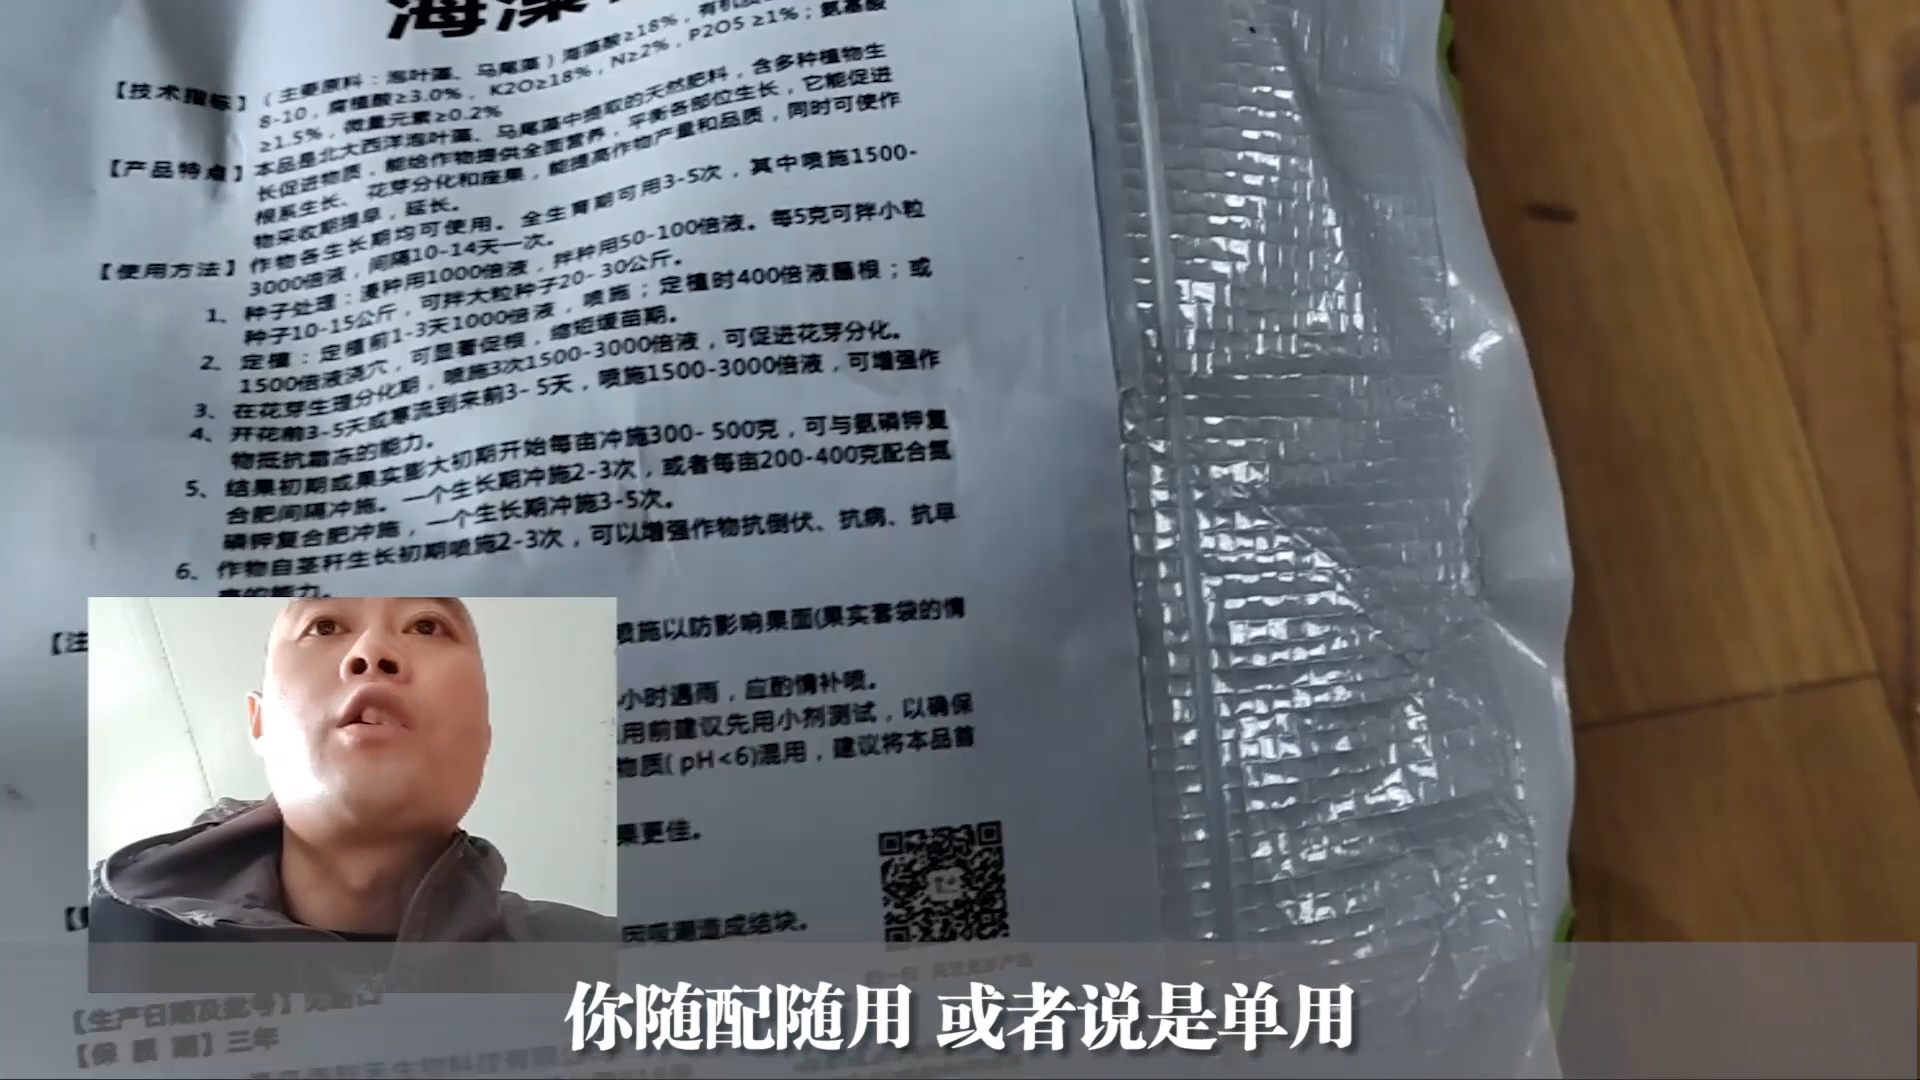 海藻
【技术指标】（主要原料：泡叶藻、马尾藻）海藻酸≥18%，有机质
8-10，腐植酸≥3.0%，K2O≥18%，N≥2%，P2O5 ≥1%；氨基酸
≥1.5%，微量元素≥0.2%
【产品特点】本品是北大西洋泡叶藻、马尾藻中提取的天然肥料，含多种植物生
长促进物质，能给作物提供全面营养，平衡各部位生长，它能促进
根系生长、花芽分化和座果，能提高作物产量和品质，同时可使作
物采收期提早，延长。
【使用方法】作物各生长期均可使用。全生育期可用3-5次，其中喷施1500-
3000倍液，间隔10-14天一次。
1、种子处理：浸种用1000倍液，拌种用50-100倍液。每5克可拌小粒
种子10-15公斤，可拌大粒种子20-30公斤。
2、定植：定植前1-3天1000倍液，喷施；定植时400倍液蘸根；或
1500倍液浇穴，可显著促根，缩短缓苗期。
3、在花芽生理分化期，喷施3次1500-3000倍液，可促进花芽分化。
4、开花前3-5天或寒流到来前3-5天，喷施1500-3000倍液，可增强作
物抵抗霜冻的能力。
5、结果初期或果实膨大初期开始每亩冲施300-500克，可与氮磷钾复
合肥间隔冲施。一个生长期冲施2-3次，或者每亩200-400克配合氮
磷钾复合肥冲施，一个生长期冲施3-5次。
6、作物自茎秆生长初期喷施2-3次，可以增强作物抗倒伏、抗病、抗旱
的能力。
【注
喷施以防影响果面(果实套袋的情
小时遇雨，应酌情补喷。
用前建议先用小剂测试，以确保
物质( pH<6)混用，建议将本品首
果更佳。
因吸潮造成结块。
【生产日期及批号】见
【保 质 期】三年
你随配随用 或者说是单用